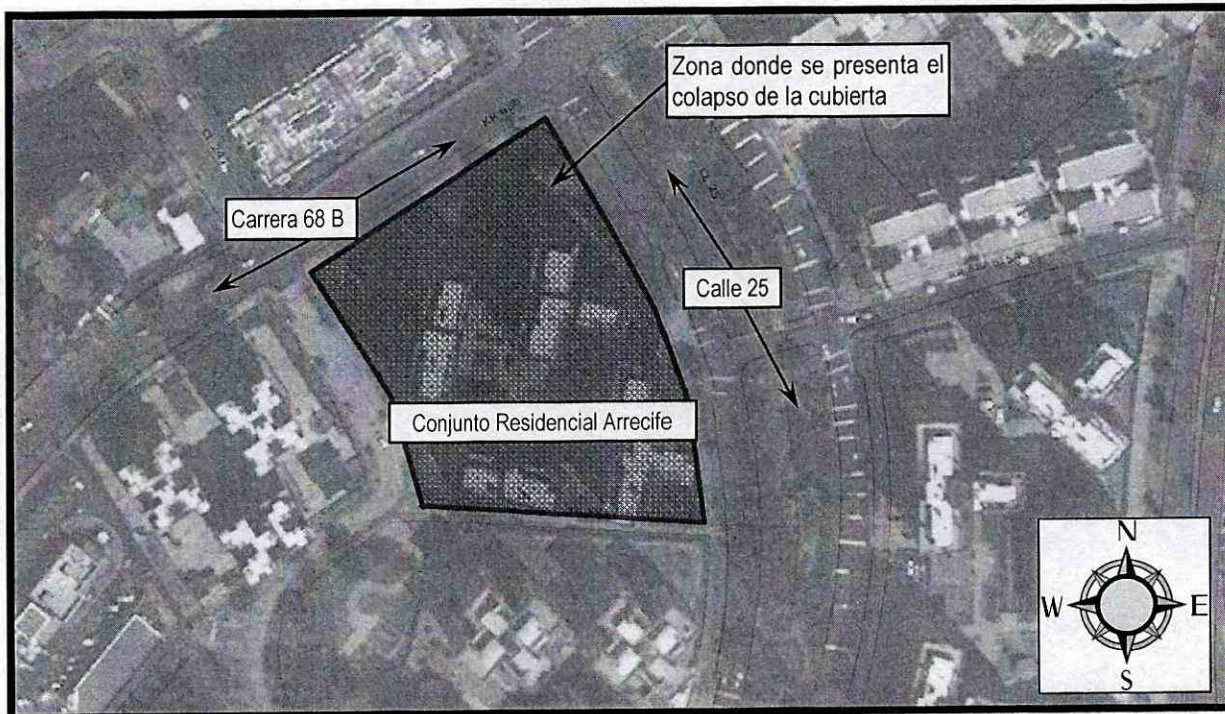 Zona donde se presenta el
colapso de la cubierta
Carrera 68 B
Calle 25
Conjunto Residencial Arrecife
N
W
E
S